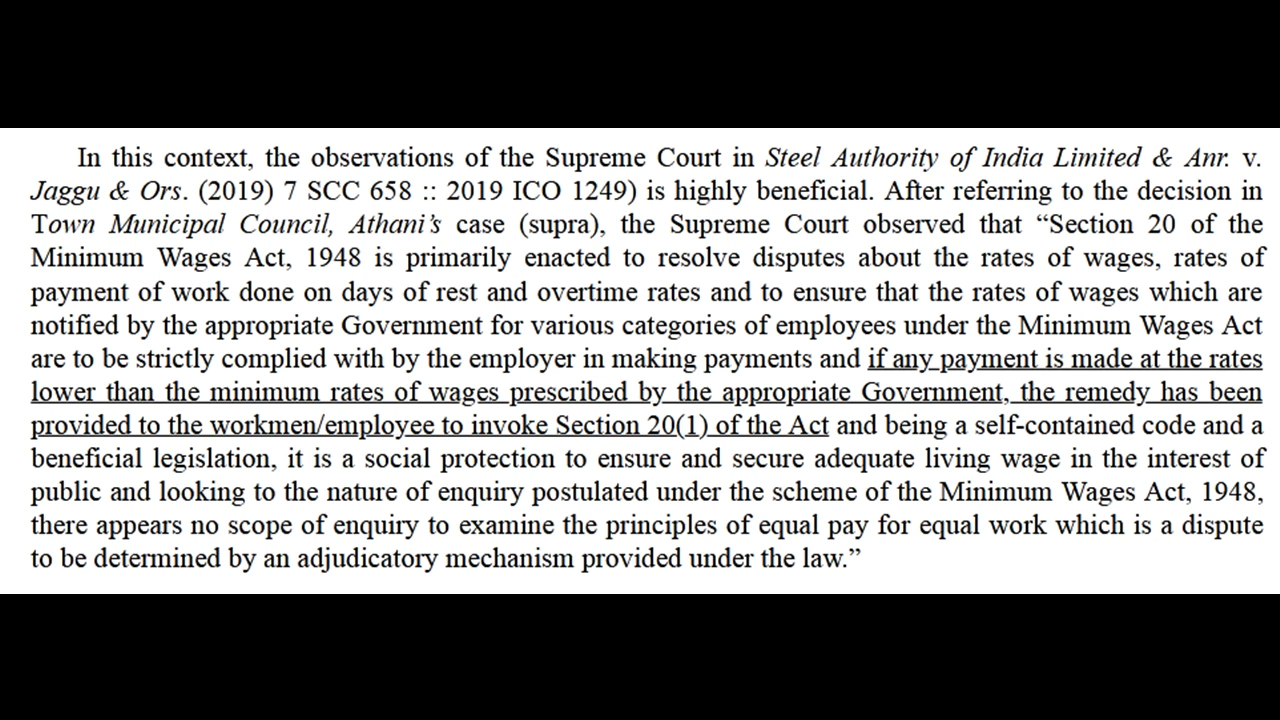 In this context, the observations of the Supreme Court in Steel Authority of India Limited & Anr. v.
Jaggu & Ors. (2019) 7 SCC 658 :: 2019 ICO 1249) is highly beneficial. After referring to the decision in
Town Municipal Council, Athani’s case (supra), the Supreme Court observed that “Section 20 of the
Minimum Wages Act, 1948 is primarily enacted to resolve disputes about the rates of wages, rates of
payment of work done on days of rest and overtime rates and to ensure that the rates of wages which are
notified by the appropriate Government for various categories of employees under the Minimum Wages Act
are to be strictly complied with by the employer in making payments and if any payment is made at the rates
lower than the minimum rates of wages prescribed by the appropriate Government, the remedy has been
provided to the workmen/employee to invoke Section 20(1) of the Act and being a self-contained code and a
beneficial legislation, it is a social protection to ensure and secure adequate living wage in the interest of
public and looking to the nature of enquiry postulated under the scheme of the Minimum Wages Act, 1948,
there appears no scope of enquiry to examine the principles of equal pay for equal work which is a dispute
to be determined by an adjudicatory mechanism provided under the law.”